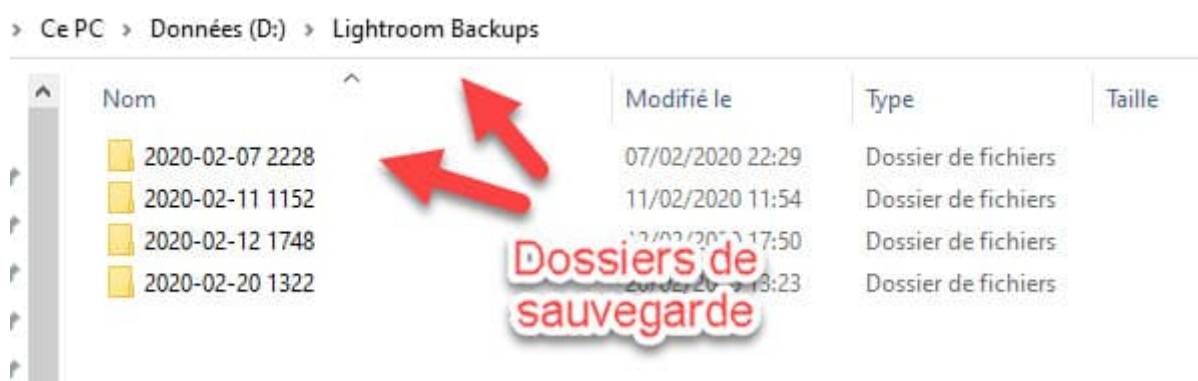 > Ce PC > Données (D:) > Lightroom Backups
Nom Modifié le Type Taille
2020-02-07 2228 07/02/2020 22:29 Dossier de fichiers
2020-02-11 1152 11/02/2020 11:54 Dossier de fichiers
2020-02-12 1748 17:50 Dossier de fichiers
2020-02-20 1322 13:23 Dossier de fichiers
Dossiers de
sauvegarde